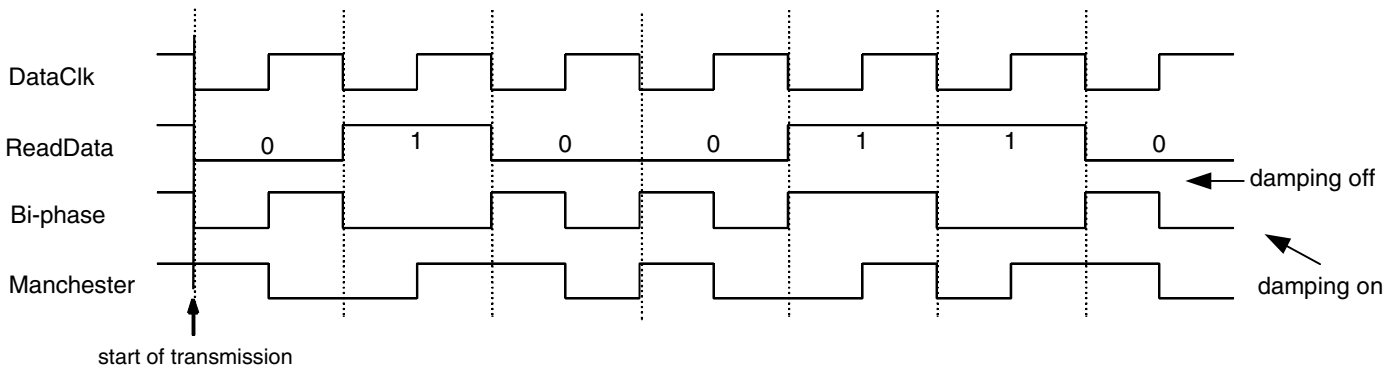 DataClk
ReadData 0 1 0 0 1 1 0
damping off
Bi-phase
Manchester
damping on
start of transmission